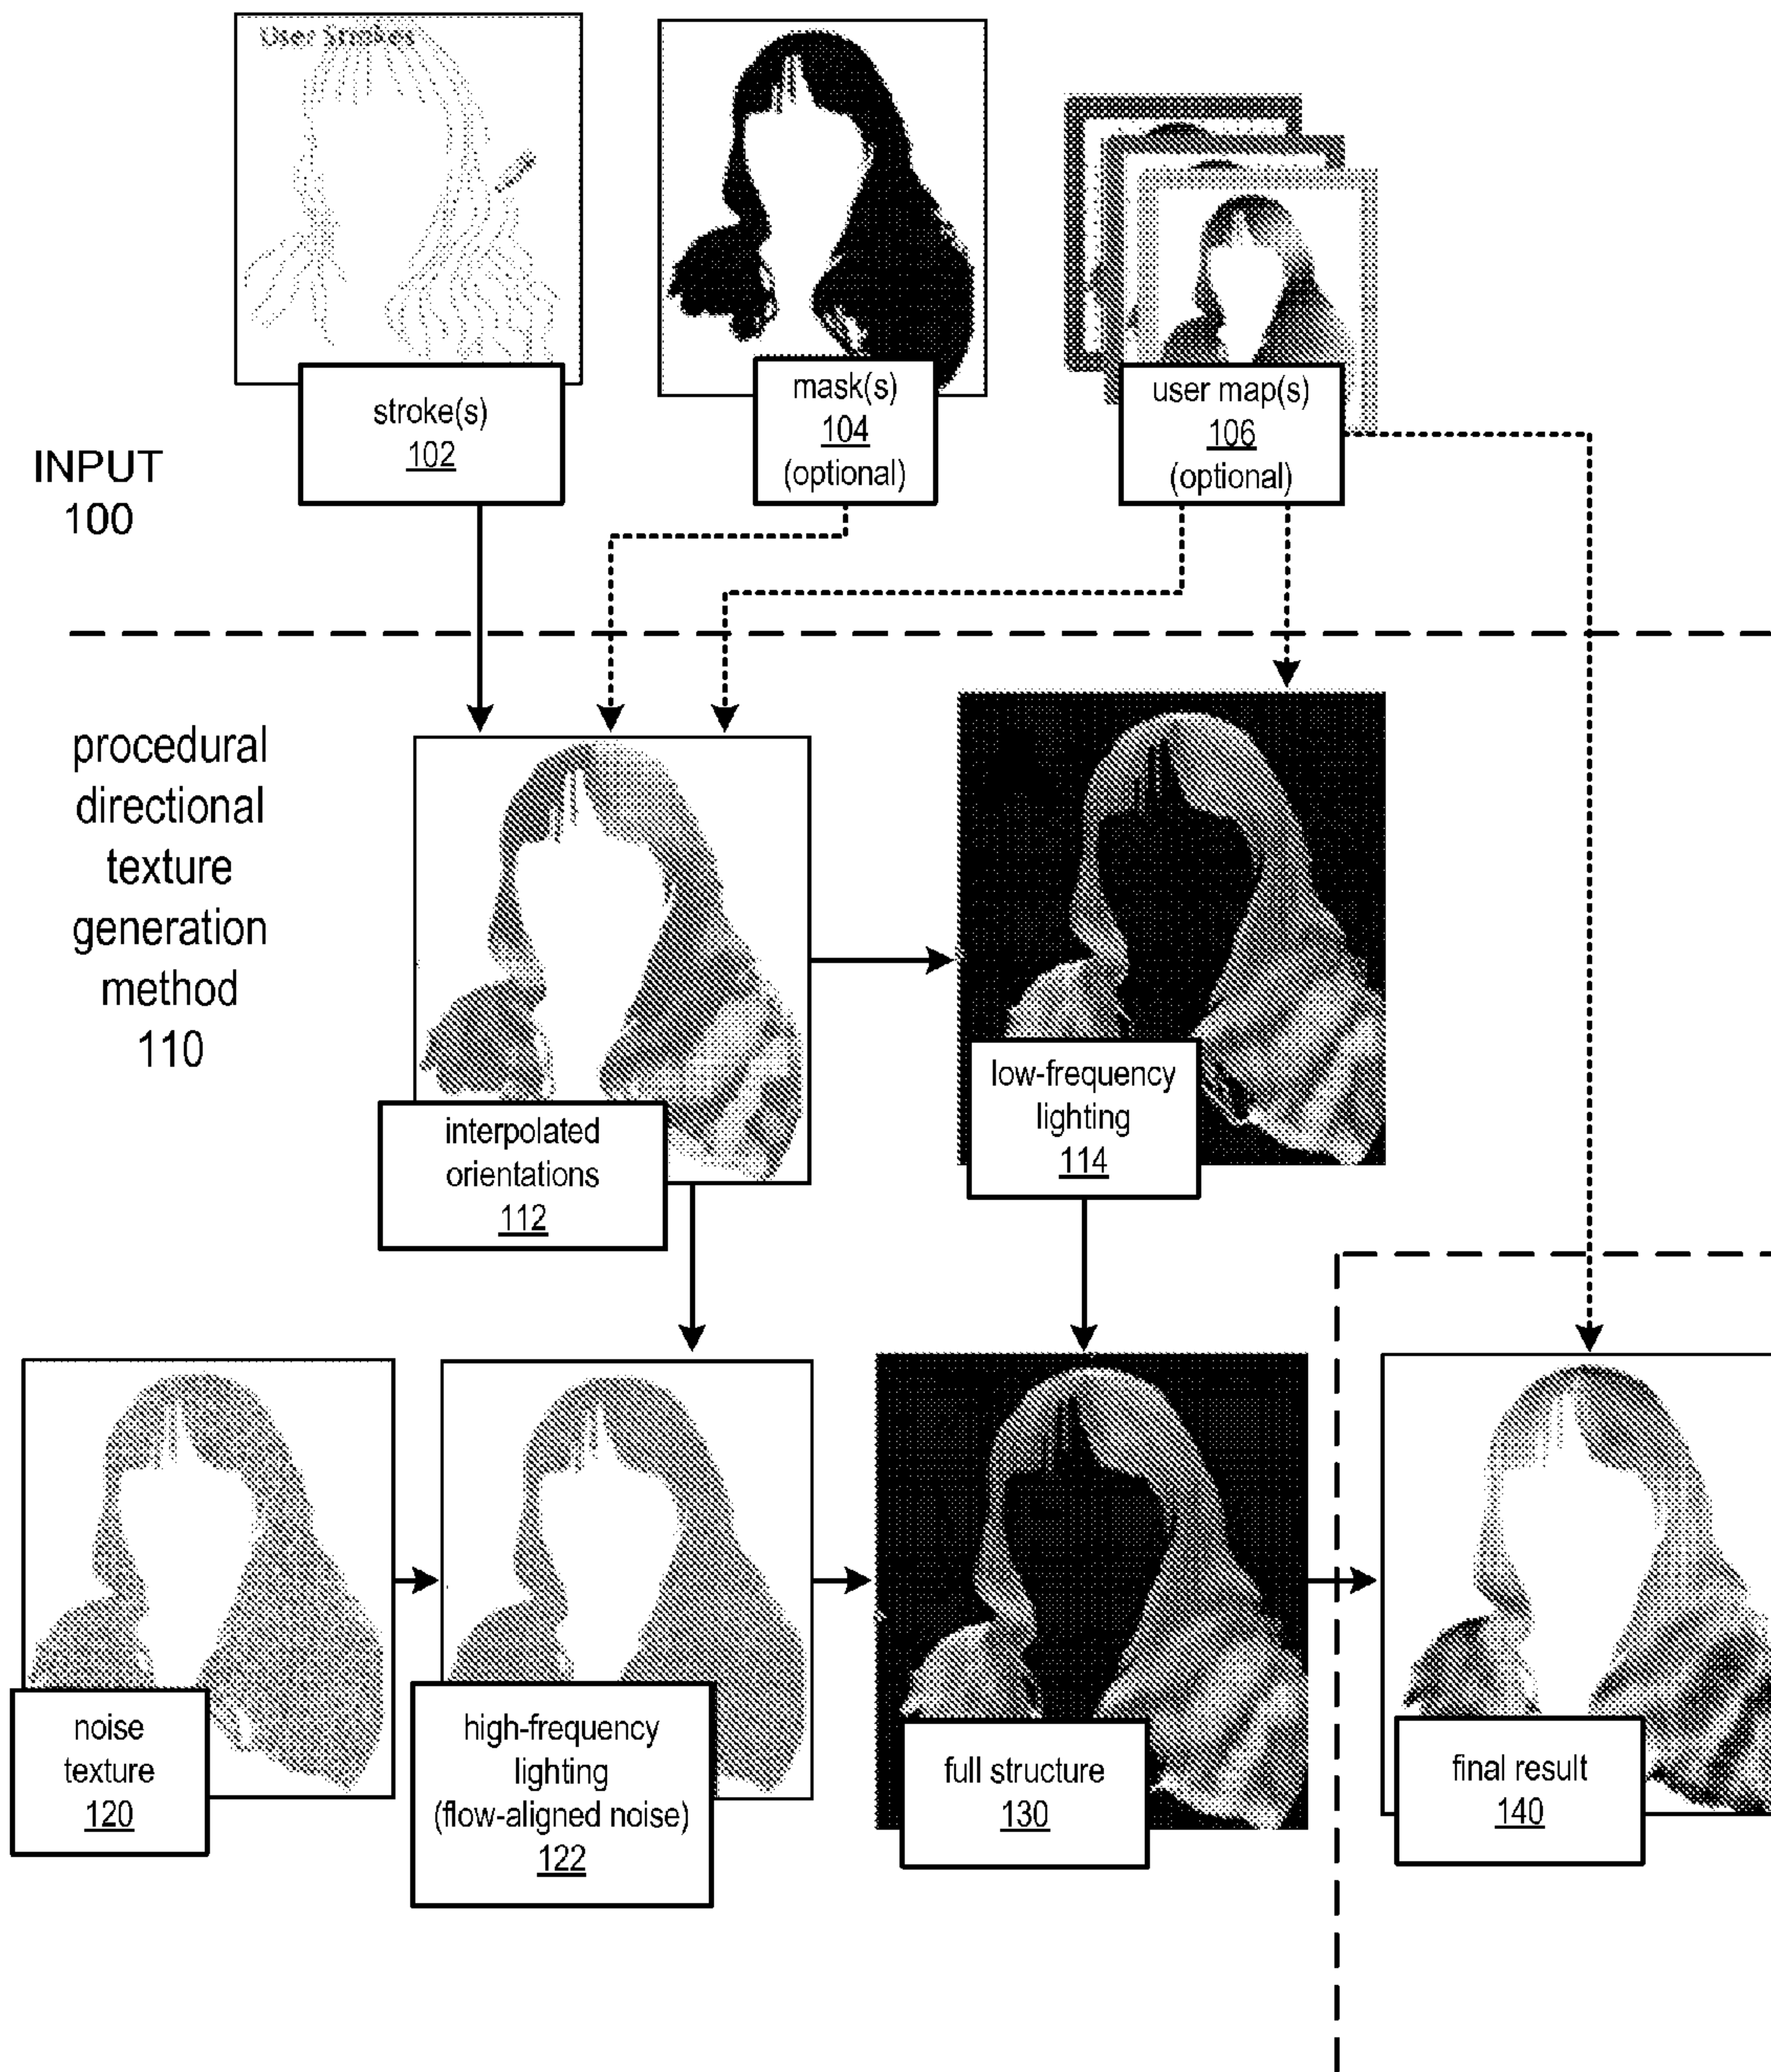 User Strokes
stroke(s)
102
mask(s)
104
(optional)
user map(s)
106
(optional)
INPUT
100
procedural
directional
texture
generation
method
110
interpolated
orientations
112
low-frequency
lighting
114
noise
texture
120
high-frequency
lighting
(flow-aligned noise)
122
full structure
130
final result
140